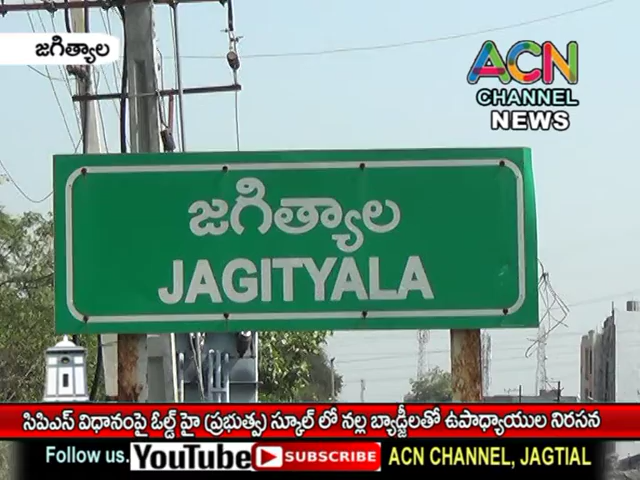 జగిత్యాల
ACN
CHANNEL
NEWS
జగిత్యాల
JAGITYALA
సిపిఎస్ విధానంపై ఓల్డ్ హై (ప్రభుత్వ) స్కూల్ లో నల్ల బ్యాడ్జీలతో ఉపాధ్యాయుల నిరసన
Follow us. YouTube SUBSCRIBE ACN CHANNEL, JAGTIAL